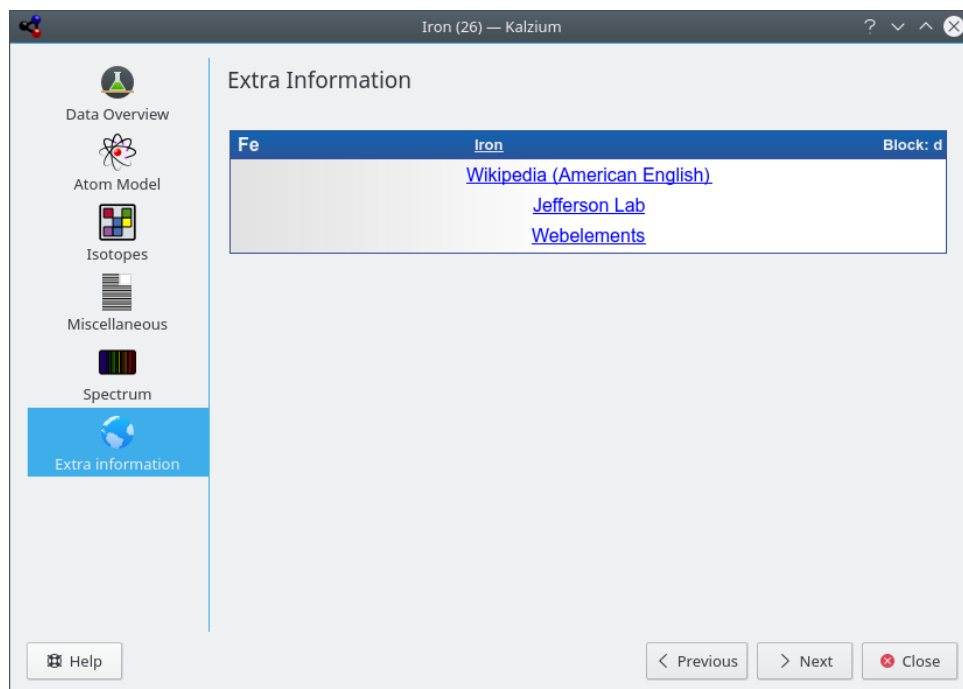 Iron (26) — Kalzium
Data Overview
Atom Model
Isotopes
Miscellaneous
Spectrum
Extra information
Extra Information
Fe Iron Block: d
Wikipedia (American English)
Jefferson Lab
Webelements
Help
Previous
Next
Close